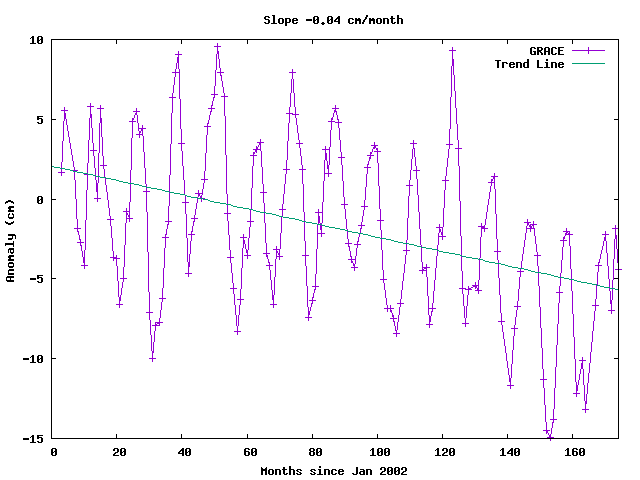 Slope -0.04 cm/month
10
GRACE
Trend Line
5
0
Anomaly (cm)
-5
-10
-15
0 20 40 60 80 100 120 140 160
Months since Jan 2002